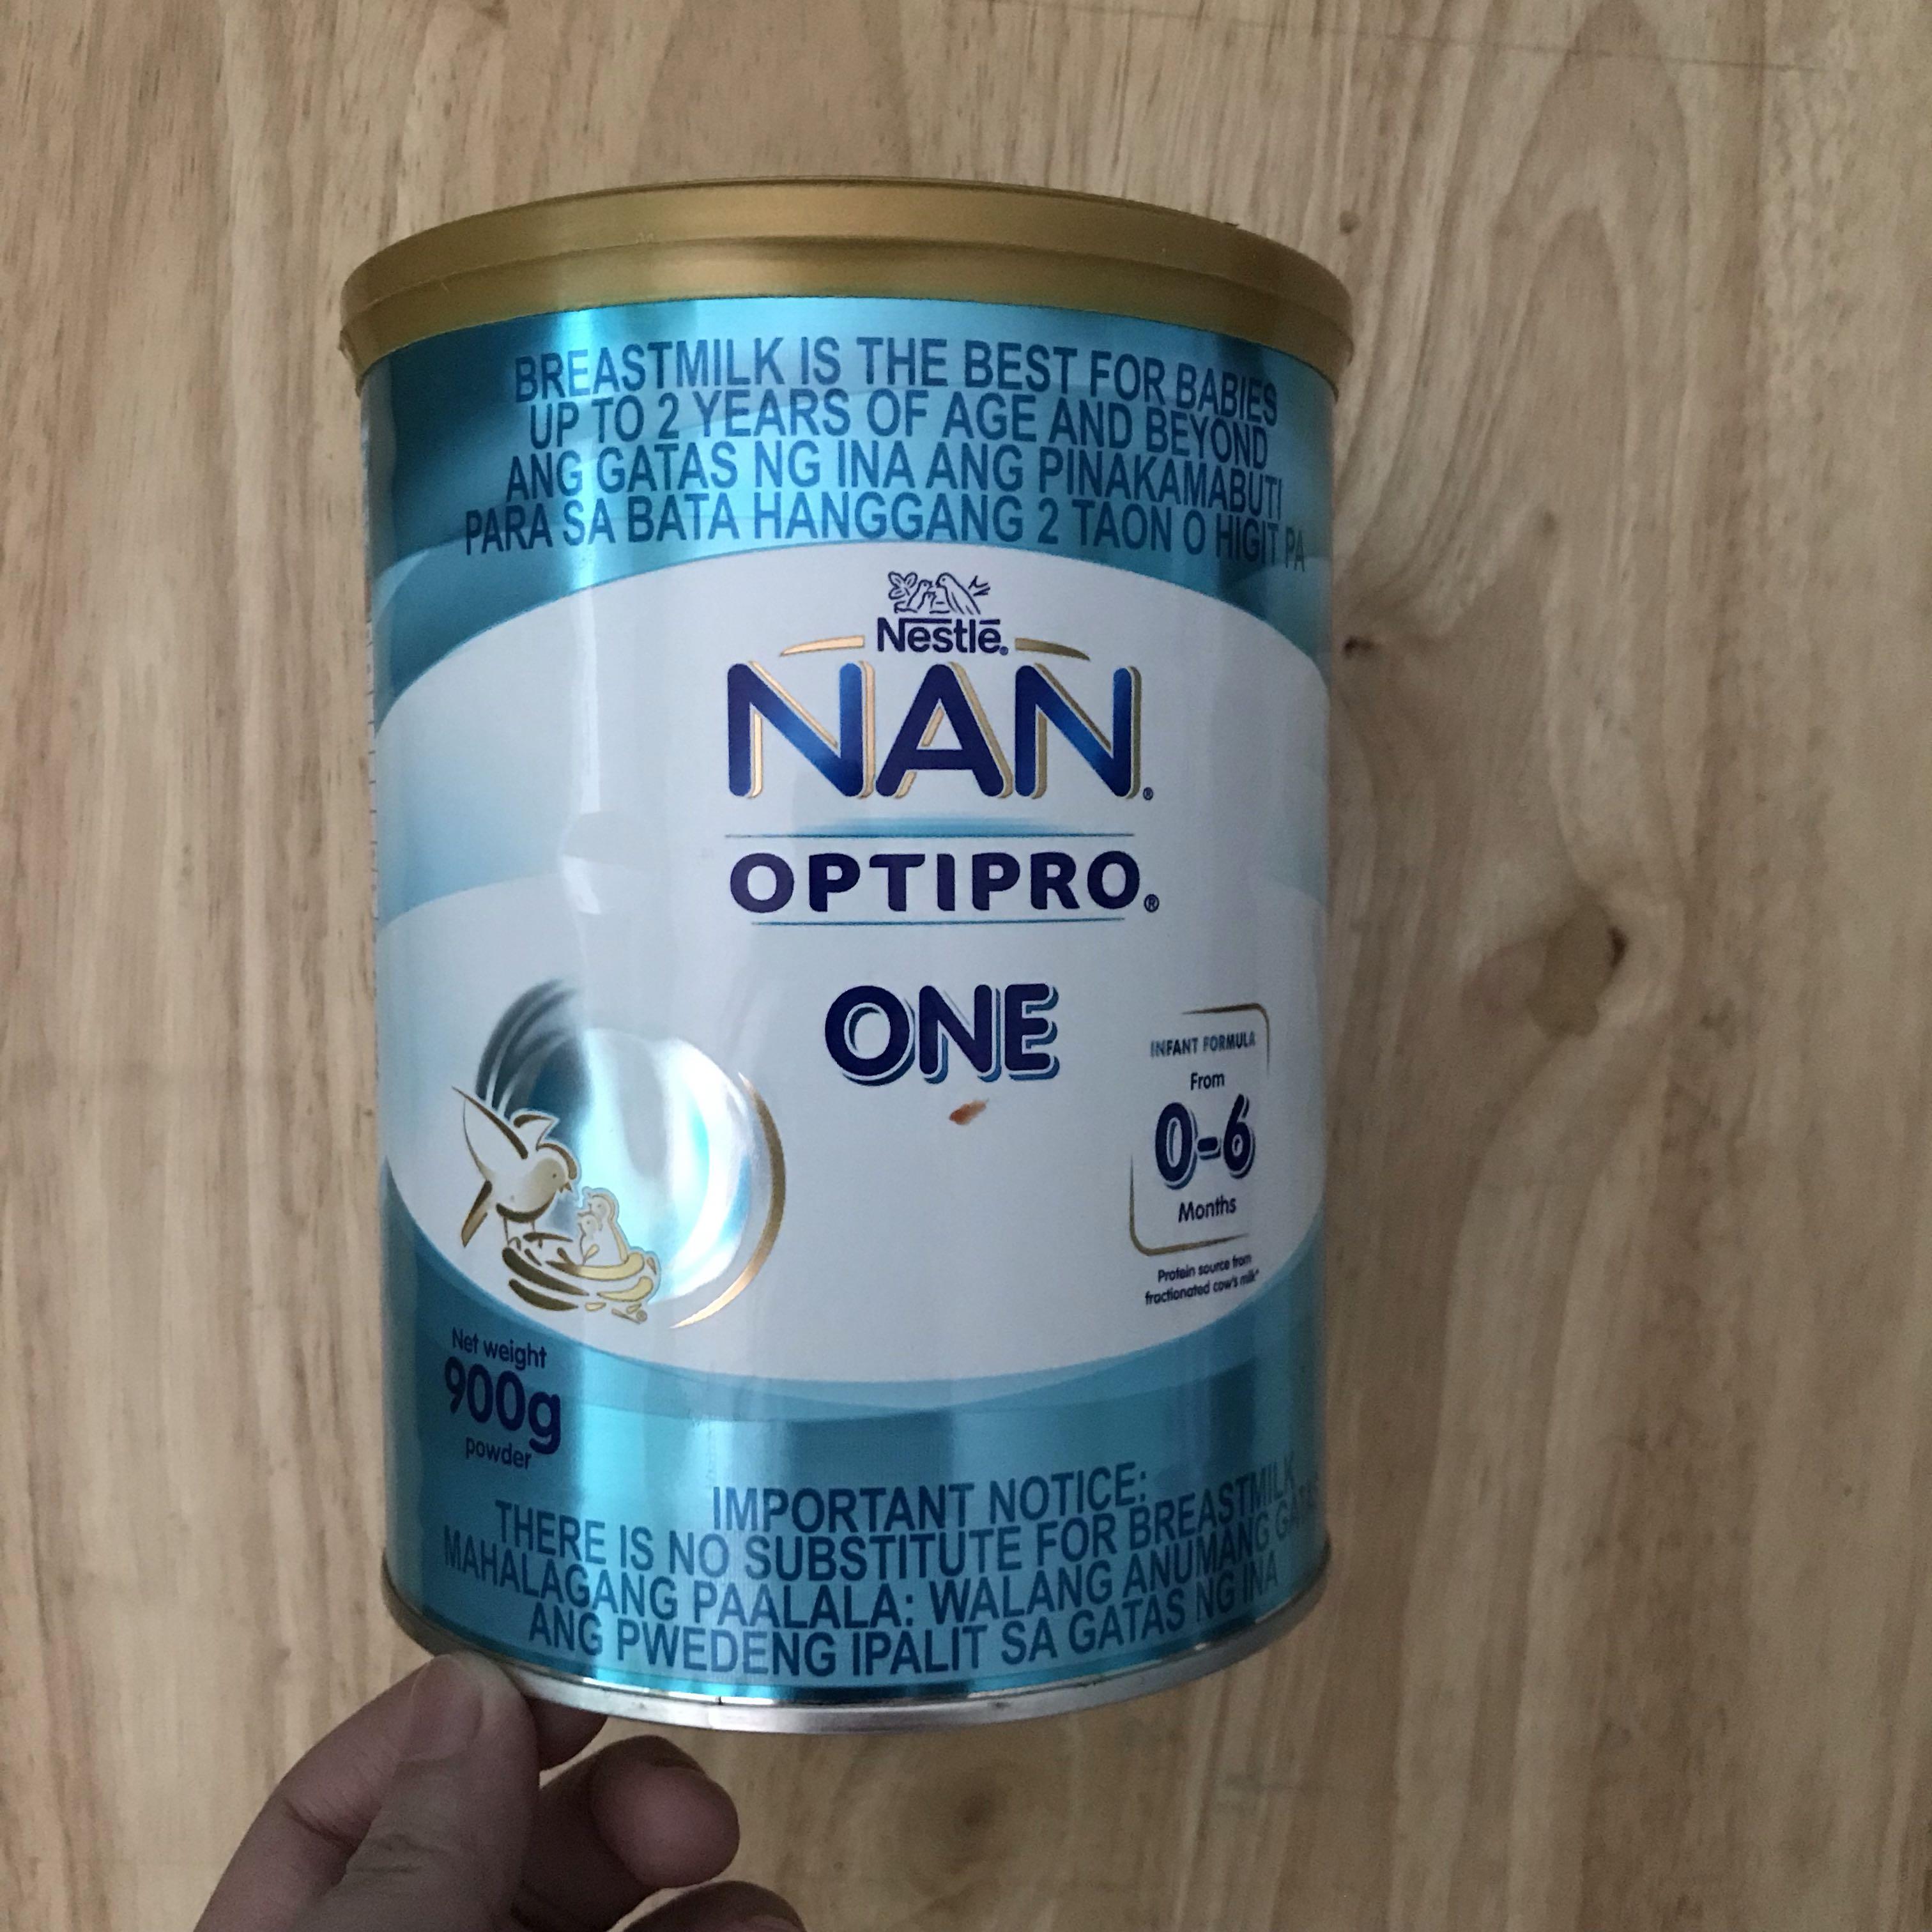 BREASTMILK IS THE BEST FOR BABIES
UP TO 2 YEARS OF AGE AND BEYOND
ANG GATAS NG INA ANG PINAKAMABUTI
PARA SA BATA HANGGANG 2 TAON O HIGIT PA
Nestlé®
NAN®
OPTIPRO®
ONE
INFANT FORMULA
From
0-6
Months
Protein source from
fractionated cow's milk*
Net weight
900g
powder
IMPORTANT NOTICE:
THERE IS NO SUBSTITUTE FOR BREASTMILK
MAHALAGANG PAALALA: WALANG ANUMANG
ANG PWEDENG IPALIT SA GATAS NG INA